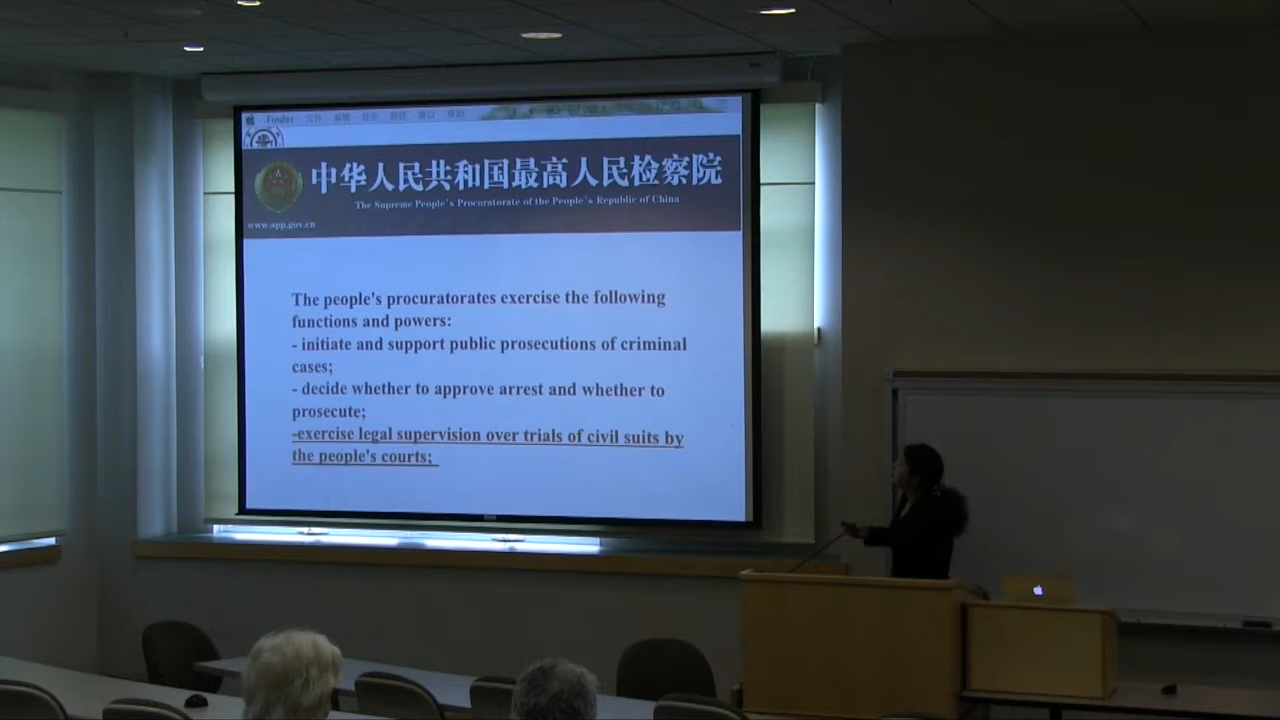 Finder 文件 编辑 显示 前往 窗口 帮助
中华人民共和国最高人民检察院
The Supreme People's Procuratorate of the People's Republic of China
www.spp.gov.cn
The people's procuratorates exercise the following
functions and powers:
- initiate and support public prosecutions of criminal
cases;
- decide whether to approve arrest and whether to
prosecute;
-exercise legal supervision over trials of civil suits by
the people's courts;